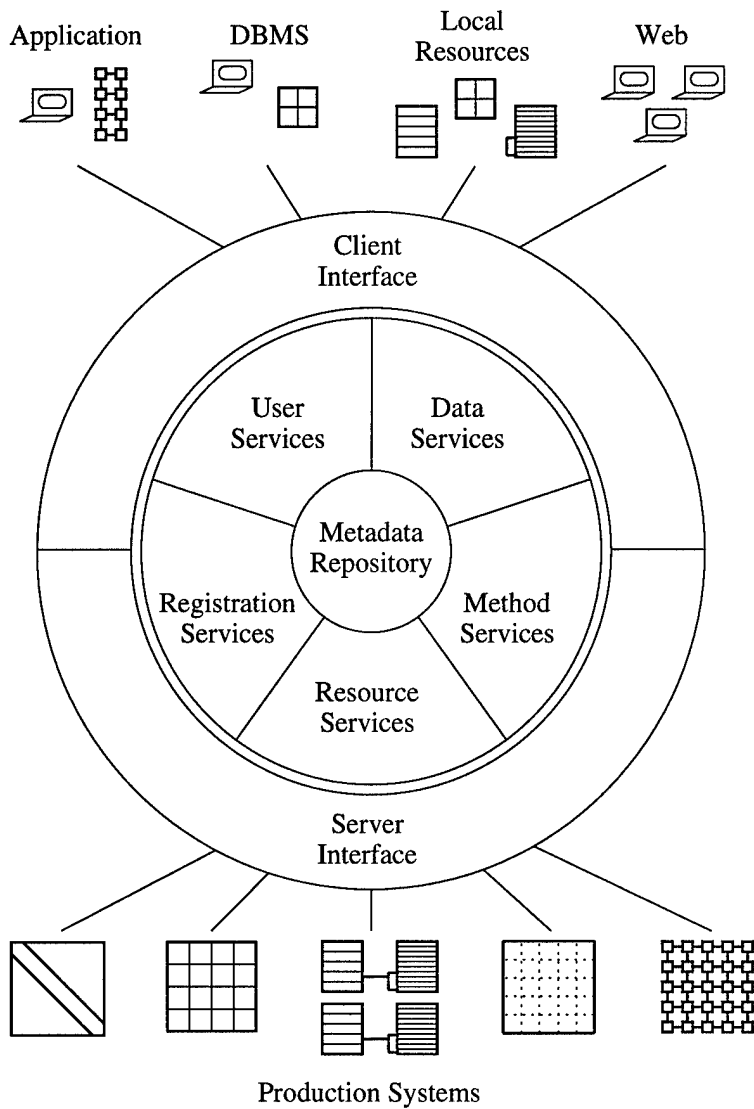 Application
DBMS
Local
Resources
Web
Client
Interface
User
Services
Data
Services
Metadata
Repository
Registration
Services
Method
Services
Resource
Services
Server
Interface
Production Systems